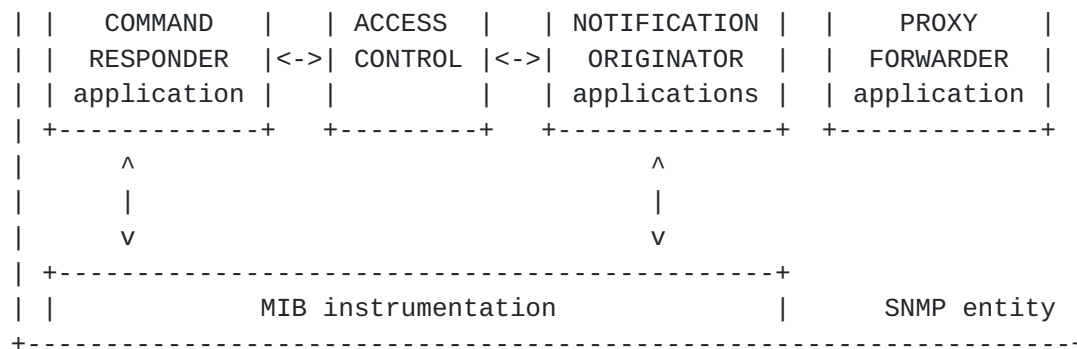 | |   COMMAND   |   | ACCESS  |   | NOTIFICATION |  |    PROXY    |
| |  RESPONDER  |<->| CONTROL |<->|  ORIGINATOR  |  |  FORWARDER  |
| | application |   |         |   | applications |  | application |
| +-------------+   +---------+   +--------------+  +-------------+
|      ^                                 ^
|      |                                 |
|      v                                 v
| +----------------------------------------------+
| |             MIB instrumentation              |      SNMP entity
+-------------------------------------------------------------------+